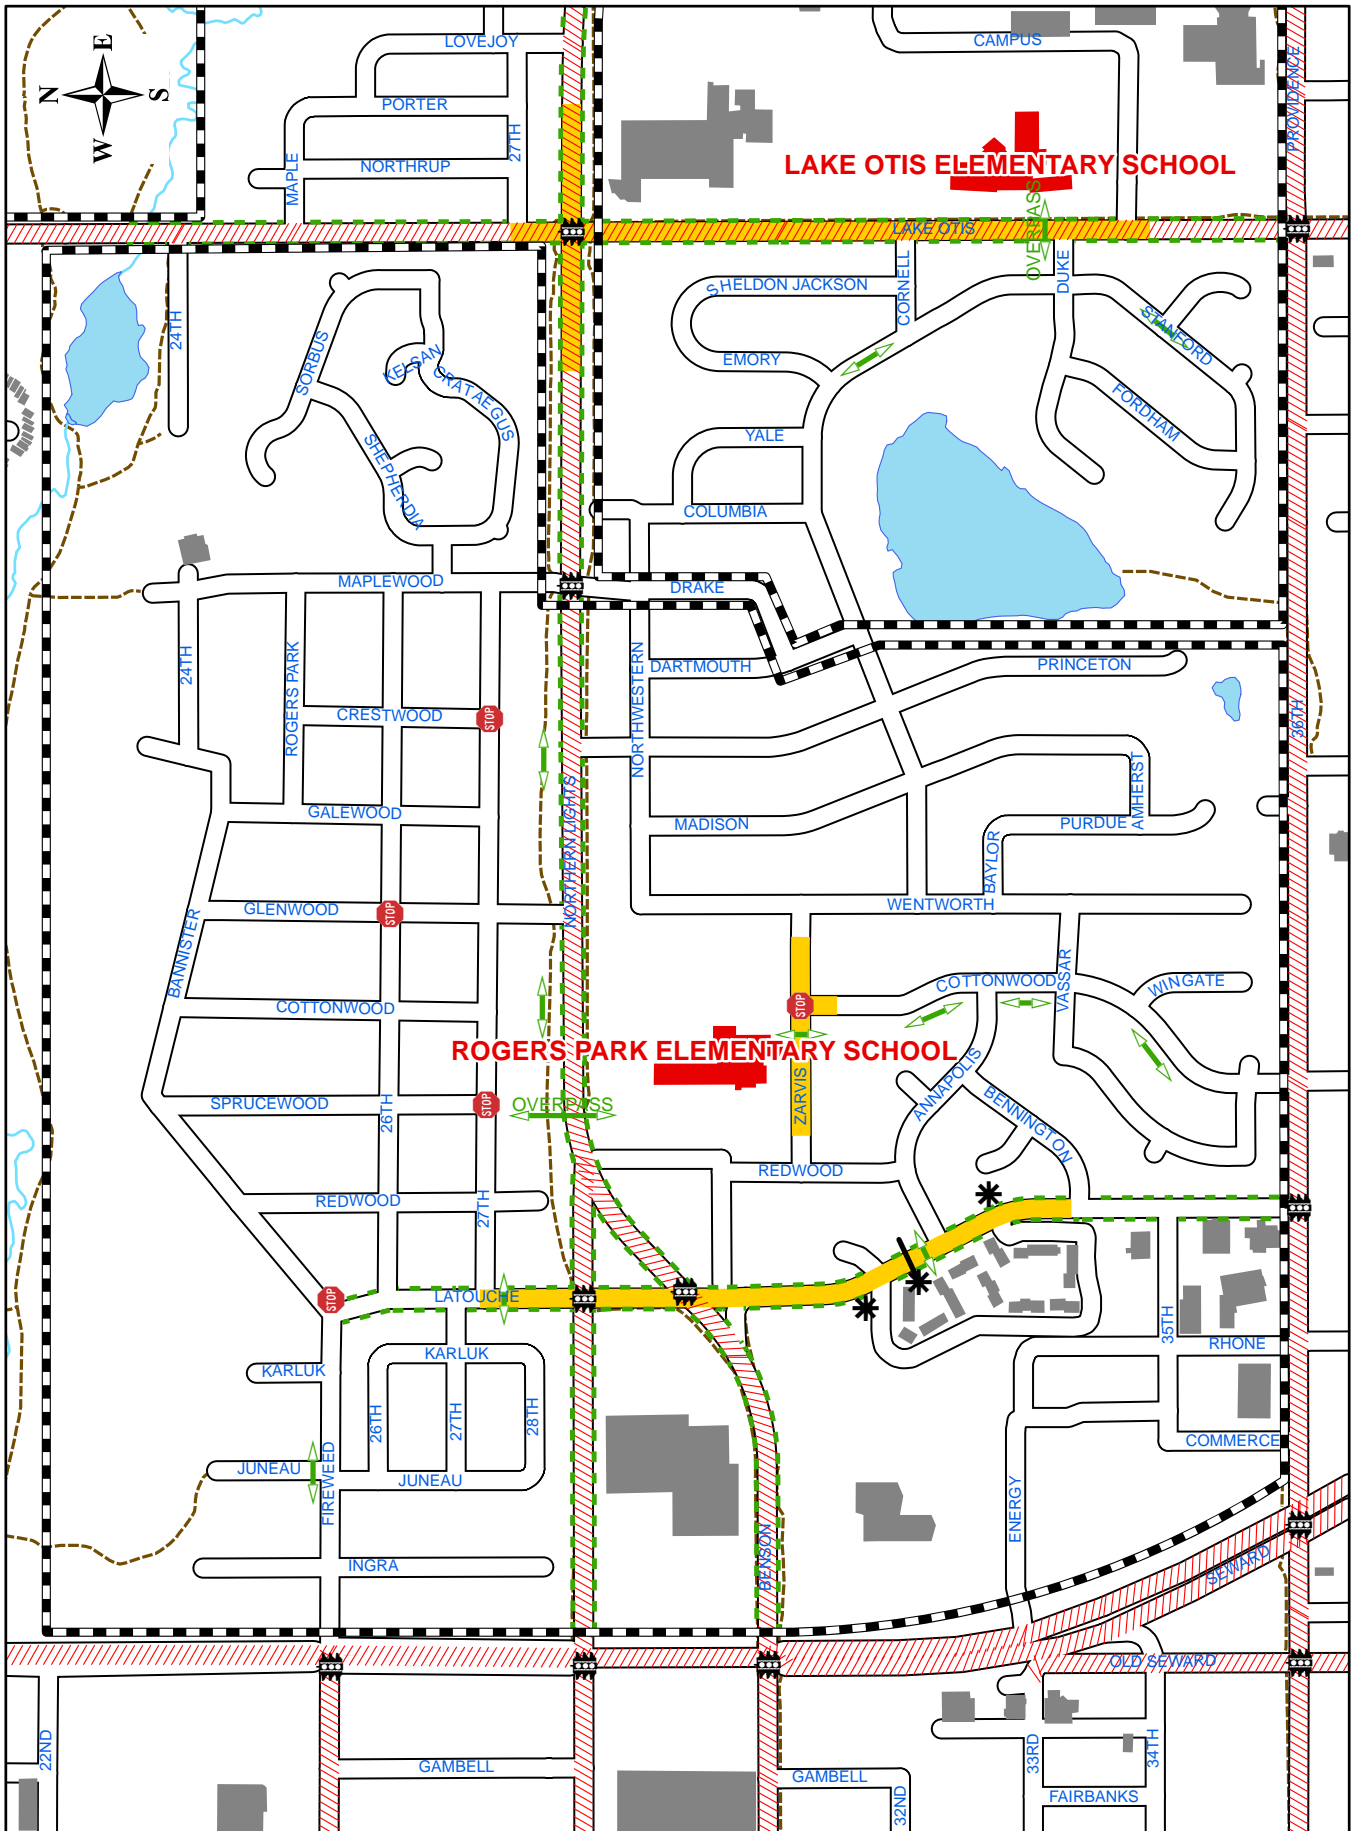 LOVEJOY
CAMPUS
E
N
S
W
PORTER
27TH
PROVIDENCE
NORTHRUP
MAPLE
LAKE OTIS ELEMENTARY SCHOOL
OVERPASS
LAKE OTIS
24TH
SHELDON JACKSON
CORNELL
DUKE
STANFORD
SORBUS
KELSAN
EMORY
CRATAEGUS
FORDHAM
YALE
SHEPHERDIA
COLUMBIA
MAPLEWOOD
DRAKE
24TH
ROGERS PARK
NORTHWESTERN
DARTMOUTH
PRINCETON
CRESTWOOD
STOP
36TH
GALEWOOD
NORTHERN LIGHTS
MADISON
AMHERST
PURDUE
BAYLOR
GLENWOOD
STOP
WENTWORTH
BANNISTER
COTTONWOOD
STOP
COTTONWOOD
VASSAR
WINGATE
ROGERS PARK ELEMENTARY SCHOOL
ZARVIS
ANNAPOLIS
BENNINGTON
SPRUCEWOOD
26TH
STOP
OVERPASS
REDWOOD
REDWOOD
27TH
STOP
LATOUCHE
35TH
RHONE
KARLUK
KARLUK
26TH
27TH
28TH
COMMERCE
JUNEAU
FIREWEED
JUNEAU
ENERGY
BENSON
INGRA
SEWARD
OLD SEWARD
22ND
33RD
34TH
GAMBELL
GAMBELL
32ND
FAIRBANKS